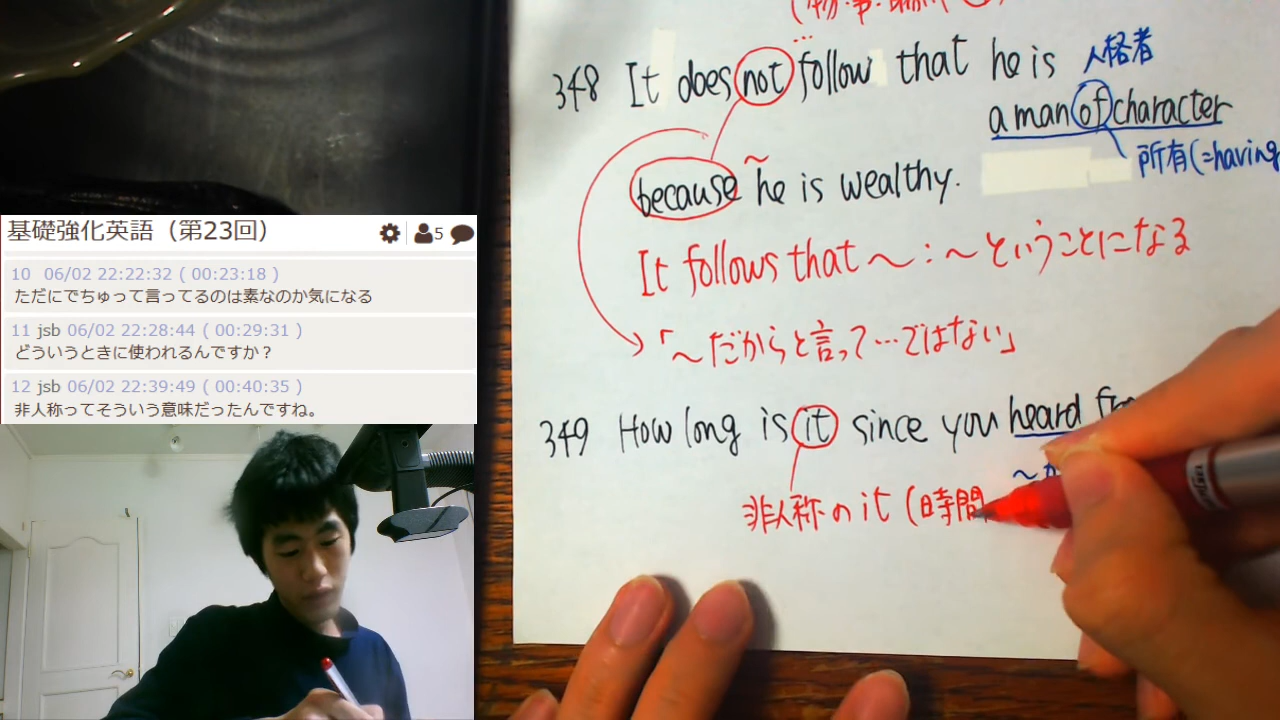 基礎強化英語（第23回）
5
10 06/02 22:22:32 ( 00:23:18 )
ただにでちゅって言ってるのは素なのか気になる
11 jsb 06/02 22:28:44 ( 00:29:31 )
どういうときに使われるんですか？
12 jsb 06/02 22:39:49 ( 00:40:35 )
非人称ってそういう意味だったんですね。
348 It does not follow that he is
人格者
a man of character
所有(=having
because he is wealthy.
It follows that 〜：〜ということになる
「〜だからと言って…ではない」
349 How long is it since you heard
非人称の it (時間